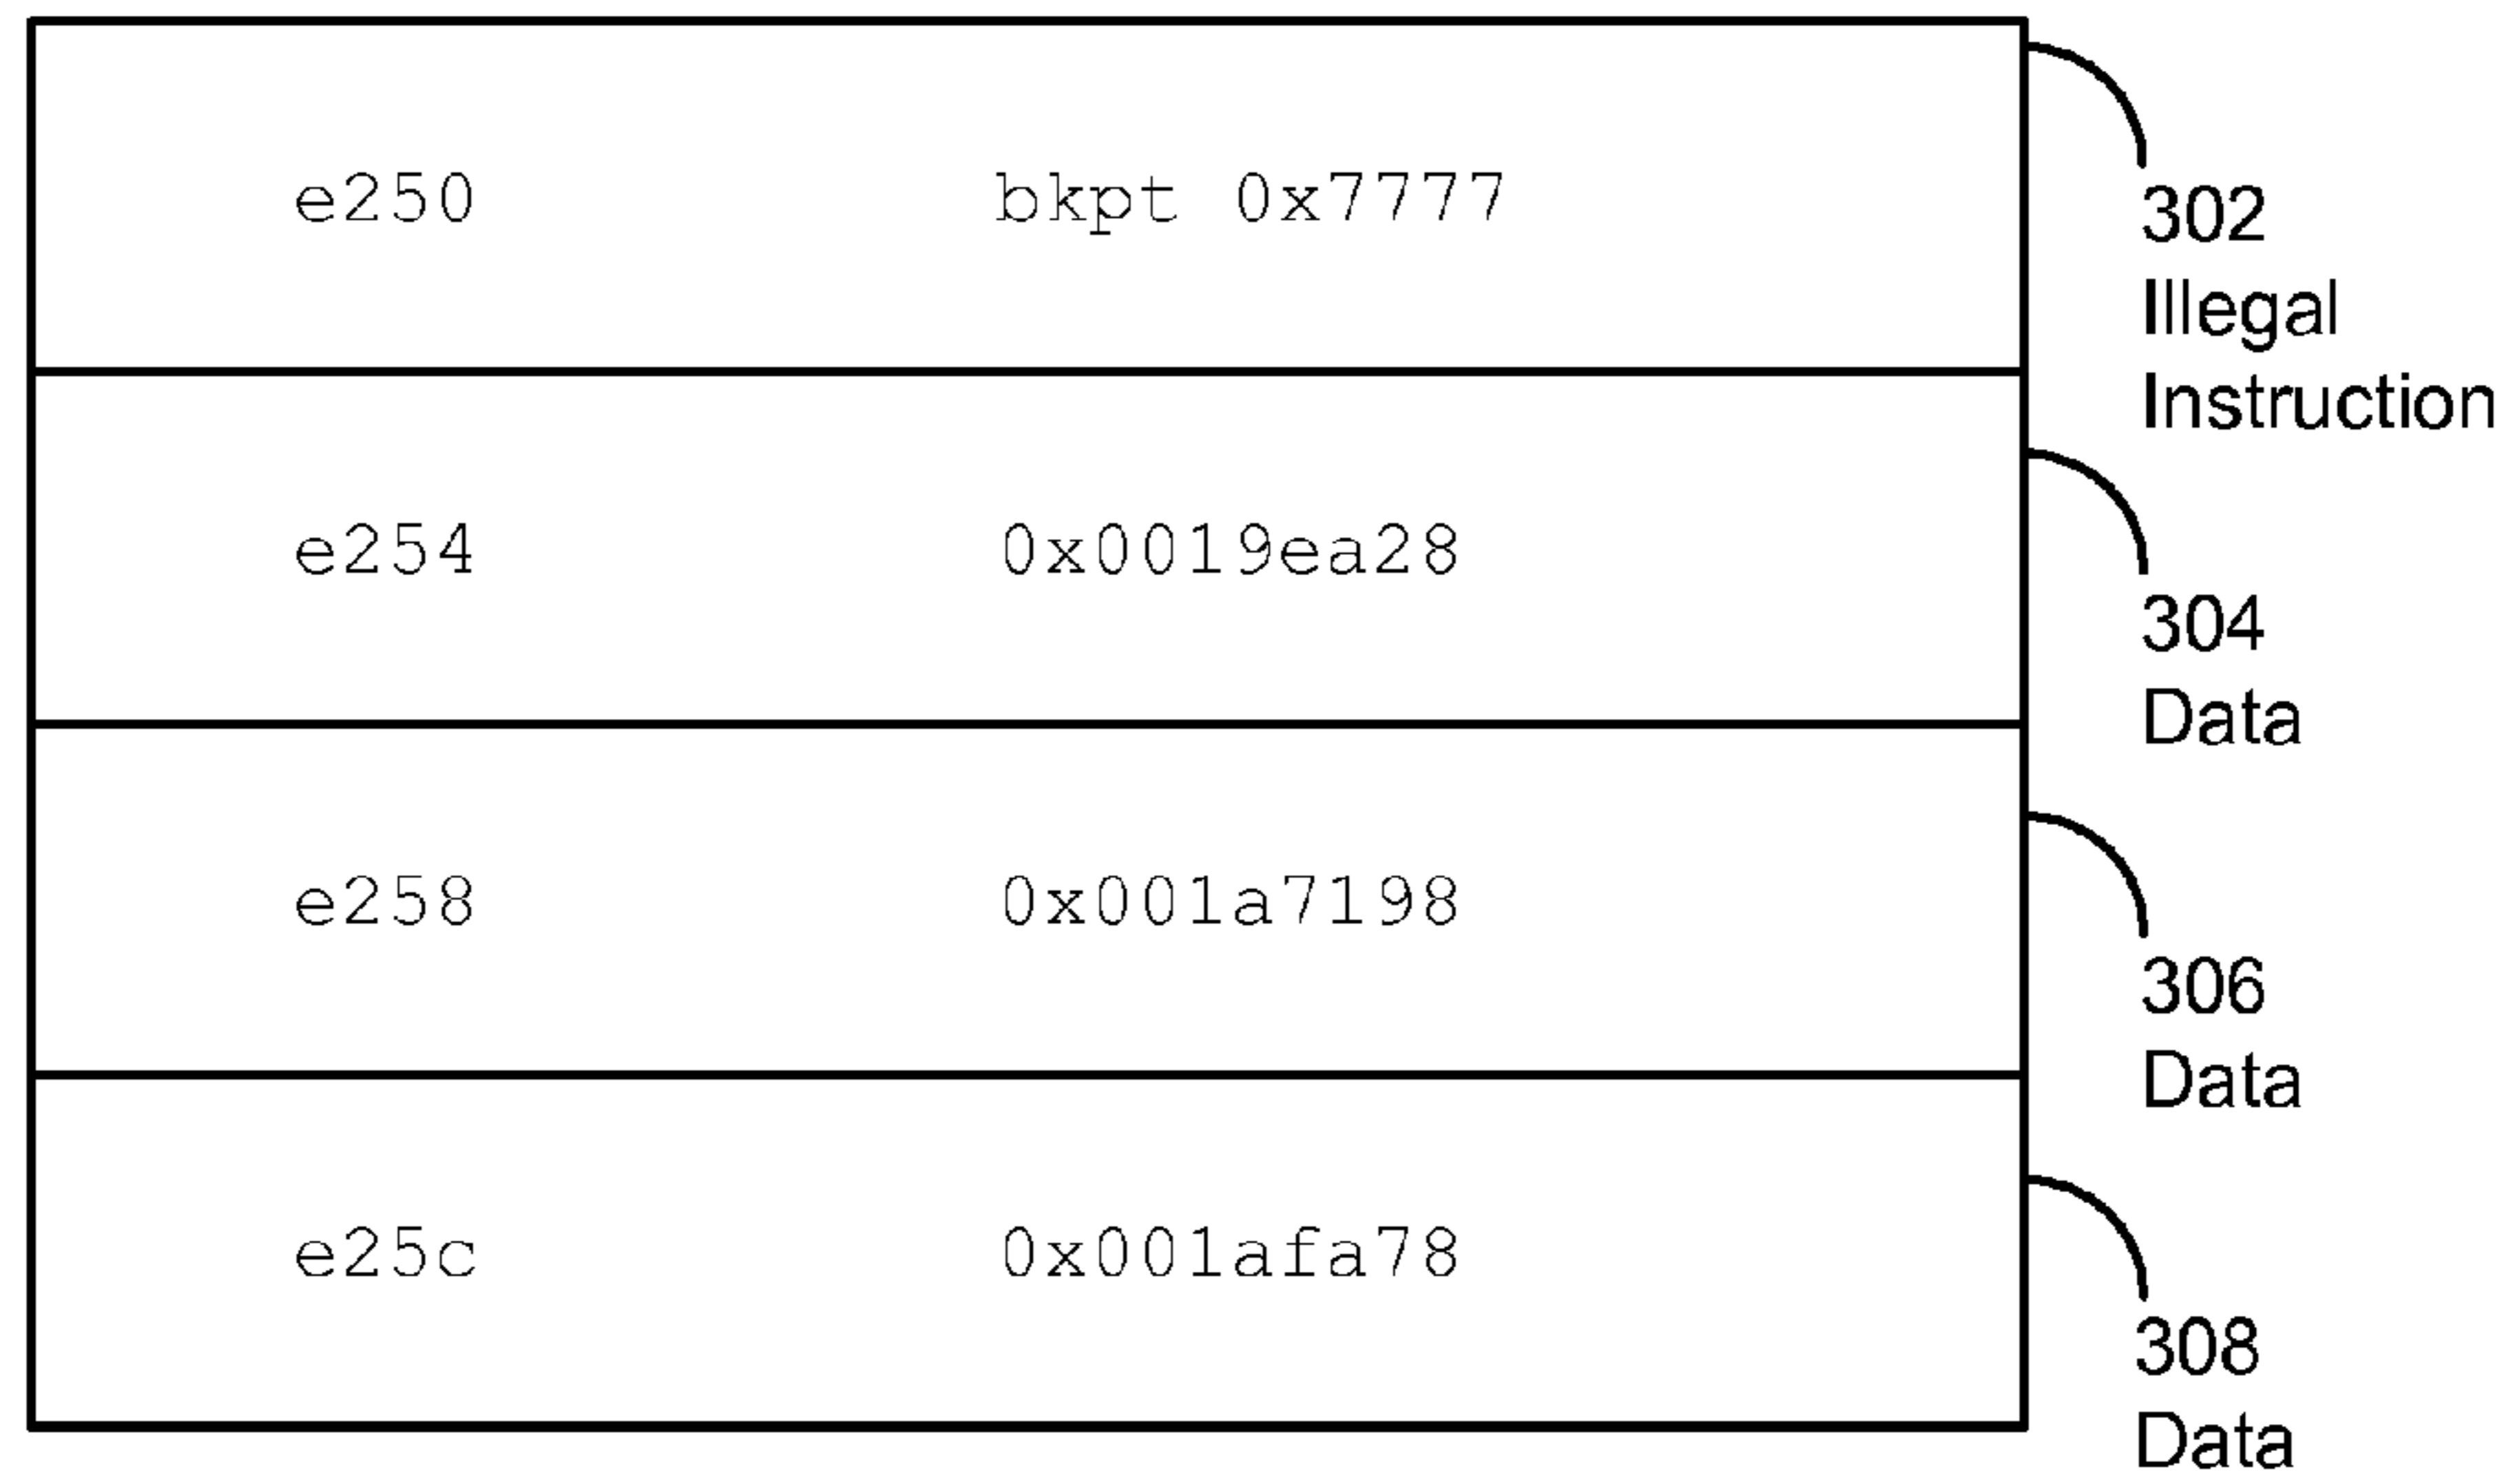 e250 bkpt 0x7777
302
Illegal
Instruction
e254 0x0019ea28
304
Data
e258 0x001a7198
306
Data
e25c 0x001afa78
308
Data